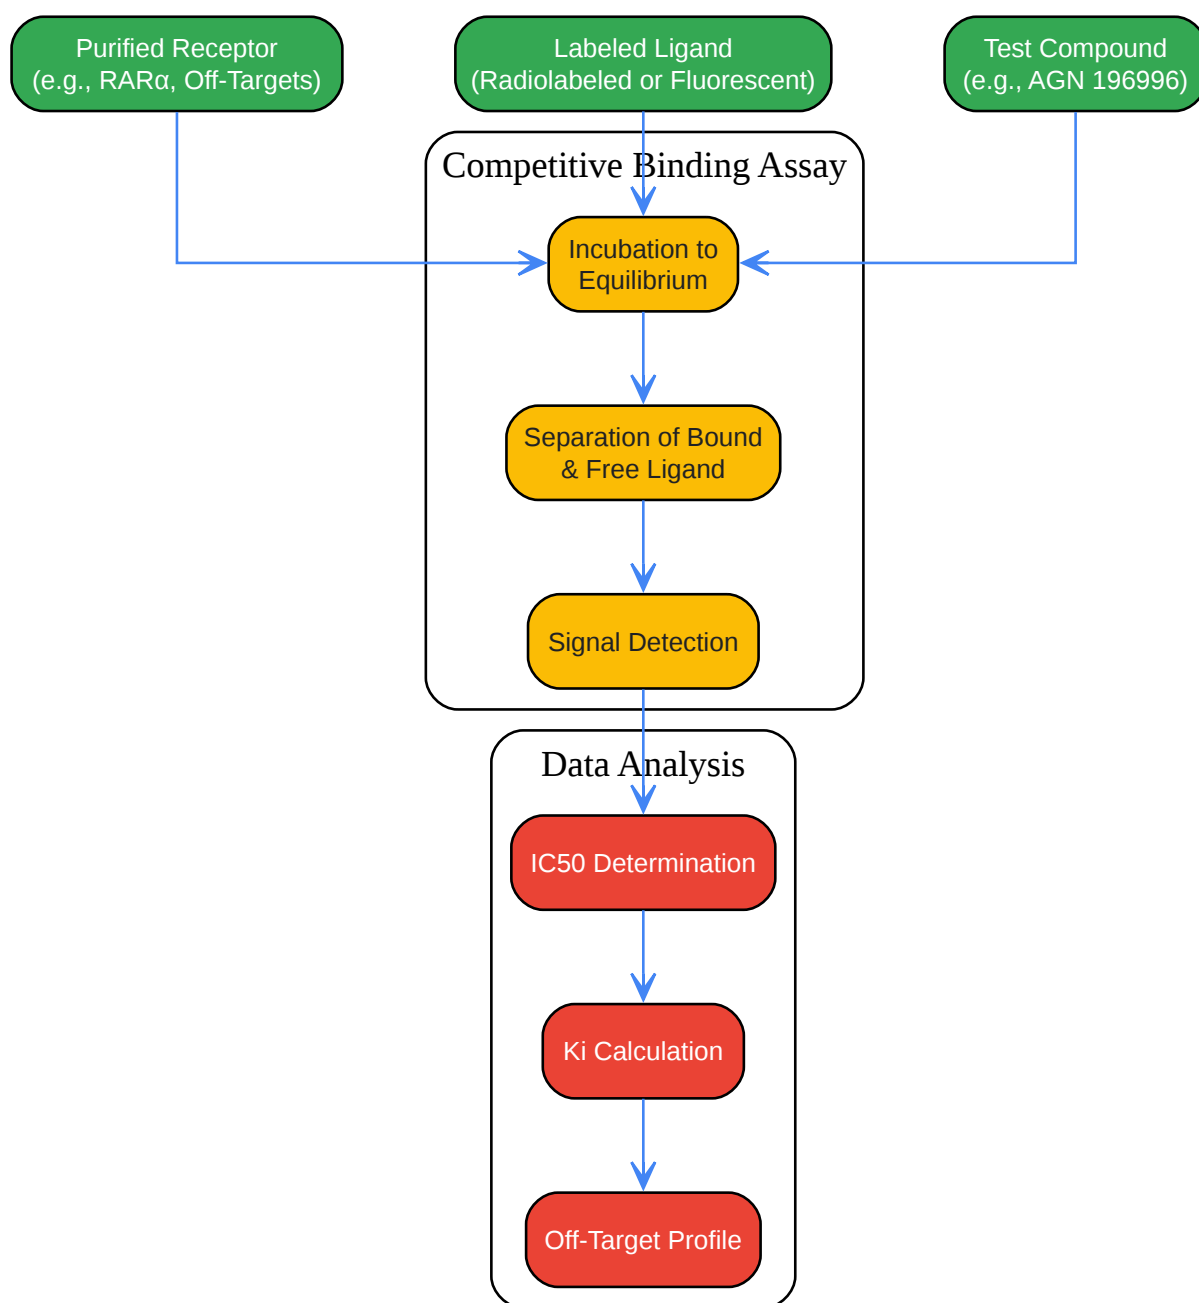 Purified Receptor
(e.g., RARα, Off-Targets)
Labeled Ligand
(Radiolabeled or Fluorescent)
Test Compound
(e.g., AGN 196996)
Competitive Binding Assay
Incubation to
Equilibrium
Separation of Bound
& Free Ligand
Signal Detection
Data Analysis
IC50 Determination
Ki Calculation
Off-Target Profile